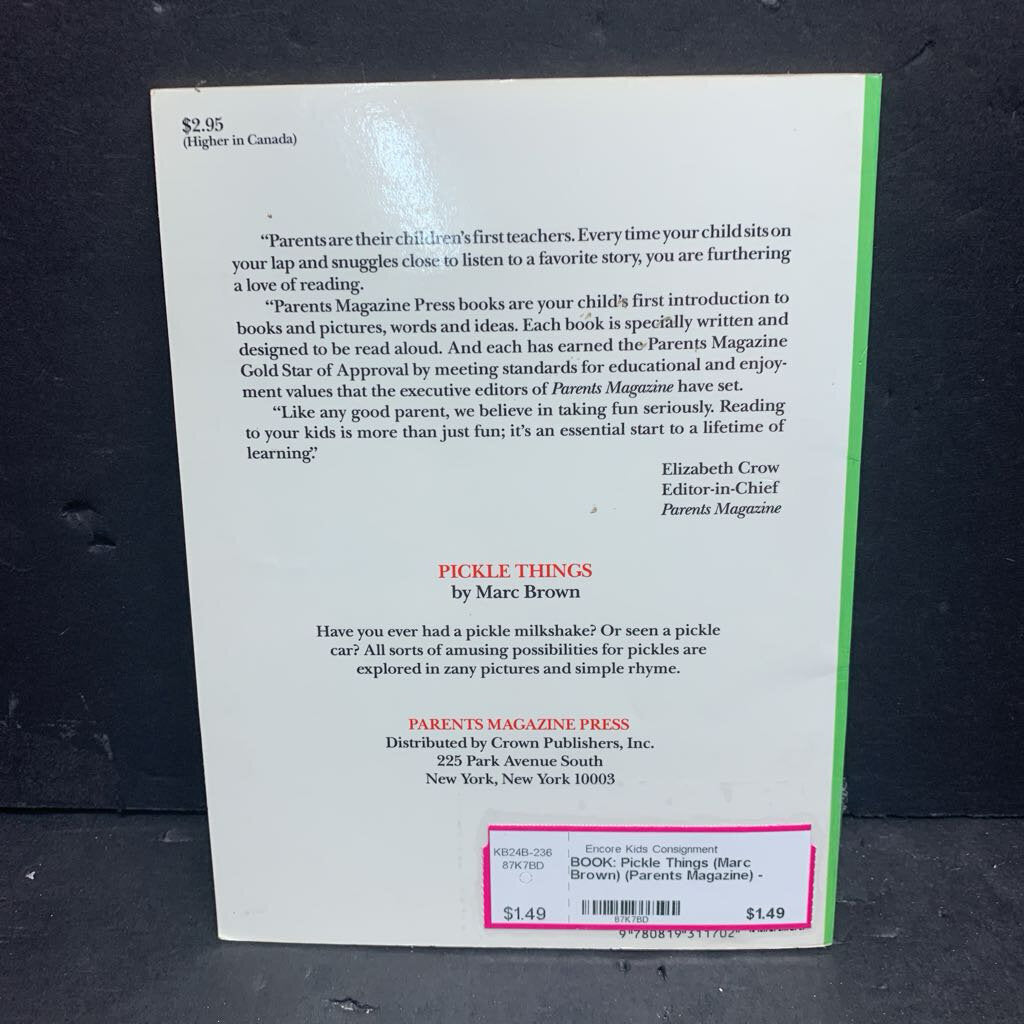 $2.95
(Higher in Canada)
“Parents are their children’s first teachers. Every time your child sits on
your lap and snuggles close to listen to a favorite story, you are furthering
a love of reading.
“Parents Magazine Press books are your child’s first introduction to
books and pictures, words and ideas. Each book is specially written and
designed to be read aloud. And each has earned the Parents Magazine
Gold Star of Approval by meeting standards for educational and enjoy-
ment values that the executive editors of Parents Magazine have set.
“Like any good parent, we believe in taking fun seriously. Reading
to your kids is more than just fun; it’s an essential start to a lifetime of
learning.”
Elizabeth Crow
Editor-in-Chief
Parents Magazine
PICKLE THINGS
by Marc Brown
Have you ever had a pickle milkshake? Or seen a pickle
car? All sorts of amusing possibilities for pickles are
explored in zany pictures and simple rhyme.
PARENTS MAGAZINE PRESS
Distributed by Crown Publishers, Inc.
225 Park Avenue South
New York, New York 10003
KB24B-236
87K7BD
$1.49
Encore Kids Consignment
BOOK: Pickle Things (Marc
Brown) (Parents Magazine) -
87K7BD
$1.49
9 780819 311702